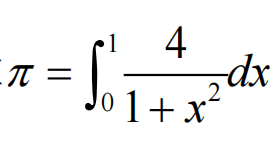 π = ∫₀¹ 4/(1 + x²) dx